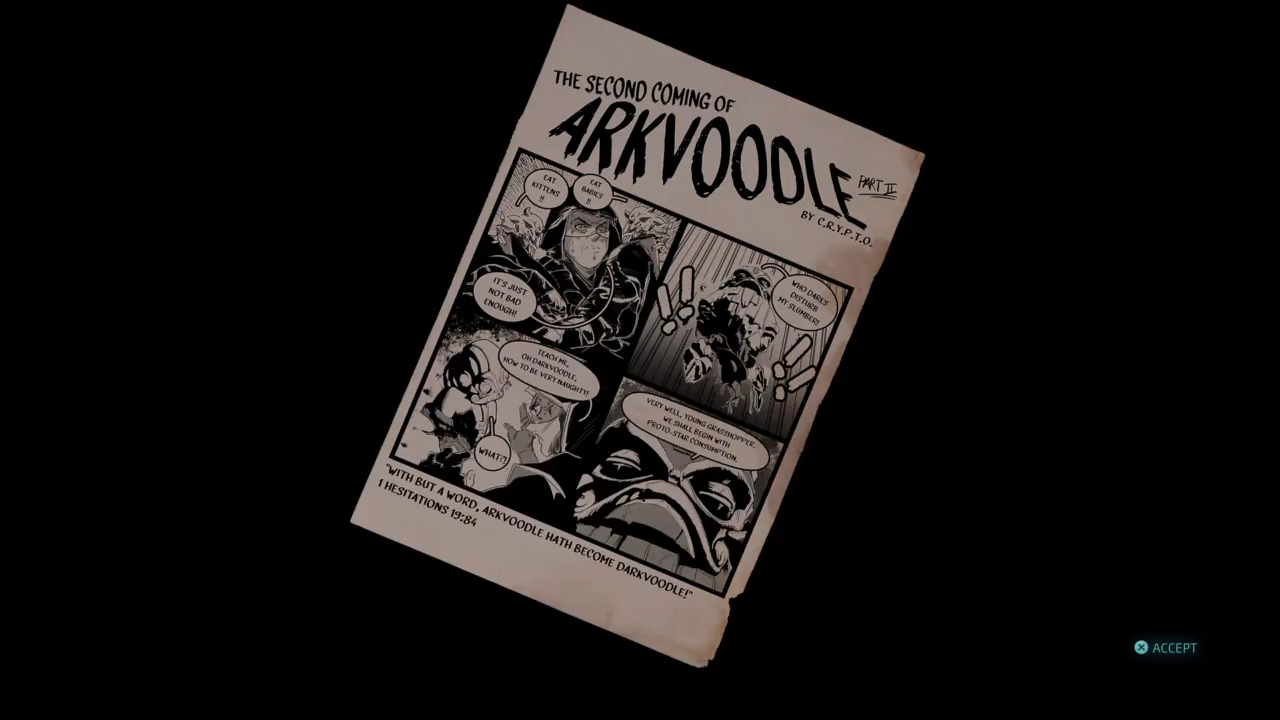 THE SECOND COMING OF
ARKVOODLE
PART II
BY C.R.Y.P.T.O.
EAT
KITTENS
!!
EAT
BABIES
!!
IT'S JUST
NOT BAD
ENOUGH!
WHO DARES
DISTURB
MY SLUMBER!
!!
!!
TEACH ME,
OH DARKVOODLE,
HOW TO BE VERY NAUGHTY!
WHAT?!
VERY WELL, YOUNG GRASSHOPPER,
WE SHALL BEGIN WITH
PROTO-STAR CONSUMPTION.
"WITH BUT A WORD, ARKVOODLE HATH BECOME DARKVOODLE!"
1 HESITATIONS 19:84
ACCEPT